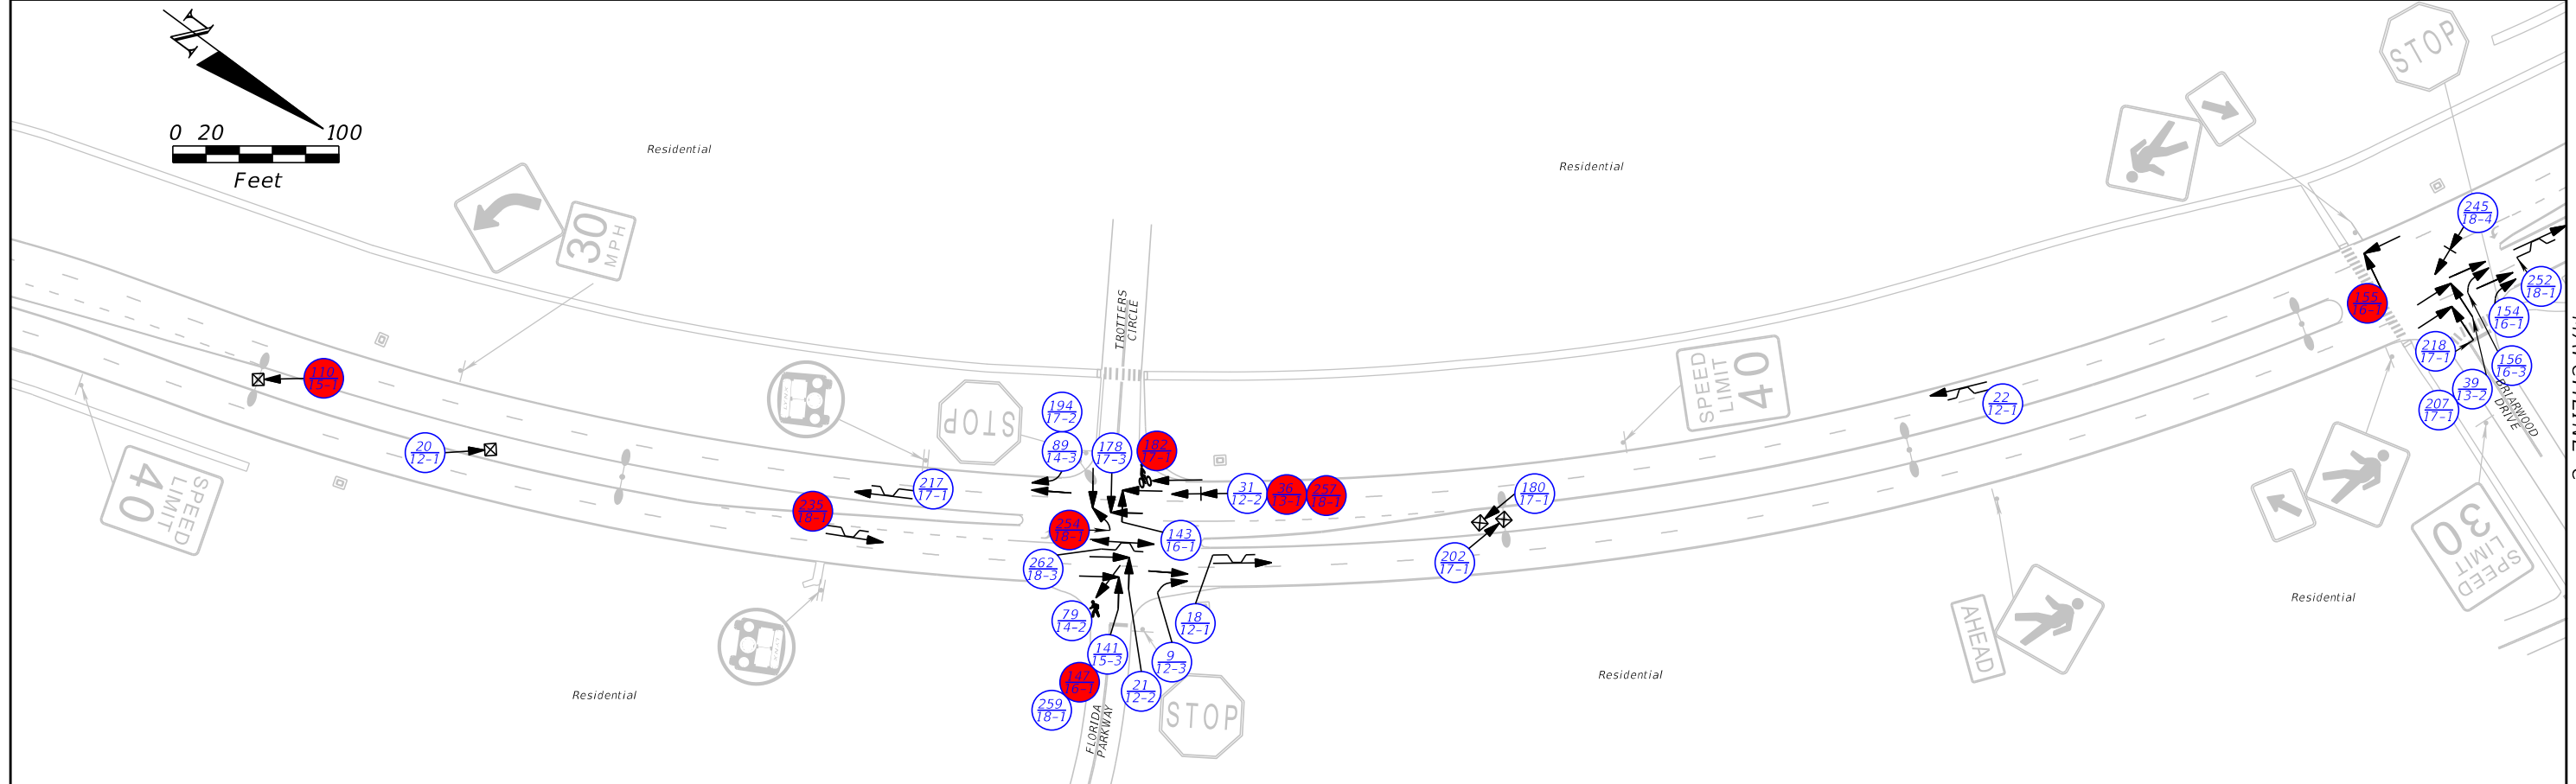 N
0 20 100
Feet
Residential
Residential
30
MPH
STOP
245
18-4
252
18-1
155
16-1
154
16-1
218
17-1
156
16-3
39
13-2
207
17-1
BRIARWOOD
DRIVE
TROTTERS
CIRCLE
SPEED
LIMIT
40
22
12-1
110
15-1
20
12-1
SPEED
LIMIT
40
STOP
194
17-2
89
14-3
178
17-3
182
17-1
217
17-1
31
12-2
36
13-1
257
18-1
180
17-1
235
18-1
254
18-1
143
16-1
262
18-3
202
17-1
79
14-2
18
12-1
141
15-3
9
12-3
147
16-1
21
12-2
259
18-1
STOP
FLORIDA
PARKWAY
Residential
Residential
Residential
AHEAD
SPEED
LIMIT
30